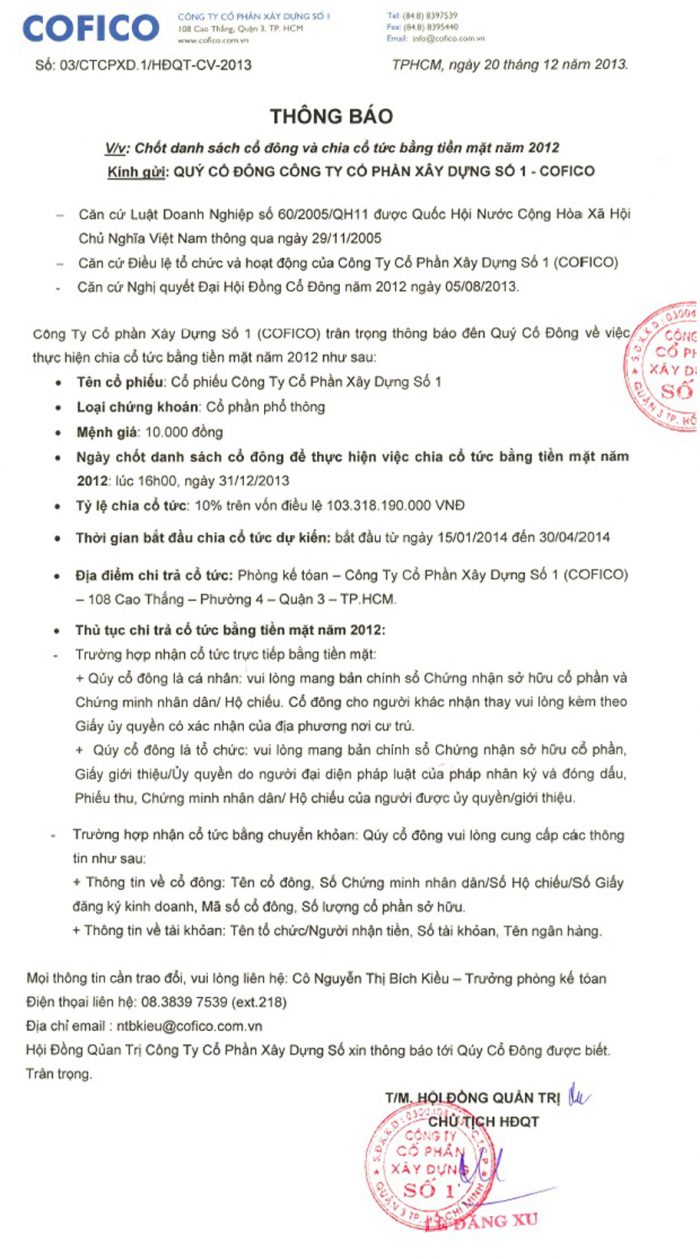 COFICO
CÔNG TY CỔ PHẦN XÂY DỰNG SỐ 1
108 Cao Thắng, Quận 3, TP. HCM
www.cofico.com.vn
Tel: (84.8) 8397539
Fax: (84.8) 8395440
Email: info@cofico.com.vn
Số: 03/CTCPXD.1/HĐQT-CV-2013
TPHCM, ngày 20 tháng 12 năm 2013.
THÔNG BÁO
V/v: Chốt danh sách cổ đông và chia cổ tức bằng tiền mặt năm 2012
Kính gửi: QUÝ CỔ ĐÔNG CÔNG TY CỔ PHẦN XÂY DỰNG SỐ 1 - COFICO
– Căn cứ Luật Doanh Nghiệp số 60/2005/QH11 được Quốc Hội Nước Cộng Hòa Xã Hội
Chủ Nghĩa Việt Nam thông qua ngày 29/11/2005
– Căn cứ Điều lệ tổ chức và hoạt động của Công Ty Cổ Phần Xây Dựng Số 1 (COFICO)
- Căn cứ Nghị quyết Đại Hội Đồng Cổ Đông năm 2012 ngày 05/08/2013.
Công Ty Cổ phần Xây Dựng Số 1 (COFICO) trân trọng thông báo đến Quý Cổ Đông về việc
thực hiện chia cổ tức bằng tiền mặt năm 2012 như sau:
• Tên cổ phiếu: Cổ phiếu Công Ty Cổ Phần Xây Dựng Số 1
• Loại chứng khoán: Cổ phần phổ thông
• Mệnh giá: 10.000 đồng
• Ngày chốt danh sách cổ đông để thực hiện việc chia cổ tức bằng tiền mặt năm
2012: lúc 16h00, ngày 31/12/2013
• Tỷ lệ chia cổ tức: 10% trên vốn điều lệ 103.318.190.000 VNĐ
• Thời gian bắt đầu chia cổ tức dự kiến: bắt đầu từ ngày 15/01/2014 đến 30/04/2014
• Địa điểm chi trả cổ tức: Phòng kế tóan – Công Ty Cổ Phần Xây Dựng Số 1 (COFICO)
– 108 Cao Thắng – Phường 4 – Quận 3 – TP.HCM.
• Thủ tục chi trả cổ tức bằng tiền mặt năm 2012:
- Trường hợp nhận cổ tức trực tiếp bằng tiền mặt:
+ Qúy cổ đông là cá nhân: vui lòng mang bản chính sổ Chứng nhận sở hữu cổ phần và
Chứng minh nhân dân/ Hộ chiếu. Cổ đông cho người khác nhận thay vui lòng kèm theo
Giấy ủy quyền có xác nhận của địa phương nơi cư trú.
+ Qúy cổ đông là tổ chức: vui lòng mang bản chính sổ Chứng nhận sở hữu cổ phần,
Giấy giới thiệu/Ủy quyền do người đại diện pháp luật của pháp nhân ký và đóng dấu,
Phiếu thu, Chứng minh nhân dân/ Hộ chiếu của người được ủy quyền/giới thiệu.
- Trường hợp nhận cổ tức bằng chuyển khỏan: Qúy cổ đông vui lòng cung cấp các thông
tin như sau:
+ Thông tin về cổ đông: Tên cổ đông, Số Chứng minh nhân dân/Số Hộ chiếu/Số Giấy
đăng ký kinh doanh, Mã số cổ đông, Số lượng cổ phần sở hữu.
+ Thông tin về tài khỏan: Tên tổ chức/Người nhận tiền, Số tài khỏan, Tên ngân hàng.
Mọi thông tin cần trao đổi, vui lòng liên hệ: Cô Nguyễn Thị Bích Kiều – Trưởng phòng kế tóan
Điện thọai liên hệ: 08.3839 7539 (ext.218)
Địa chỉ email : ntbkieu@cofico.com.vn
Hội Đồng Qủan Trị Công Ty Cổ Phần Xây Dựng Số xin thông báo tới Qúy Cổ Đông được biết.
Trân trọng.
T/M. HỘI ĐỒNG QUẢN TRỊ
CHỦ TỊCH HĐQT
CÔNG TY
CỔ PHẦN
XÂY DỰNG
SỐ 1
QUẬN 3 TP. HỒ CHÍ MINH
LÊ ĐĂNG XU